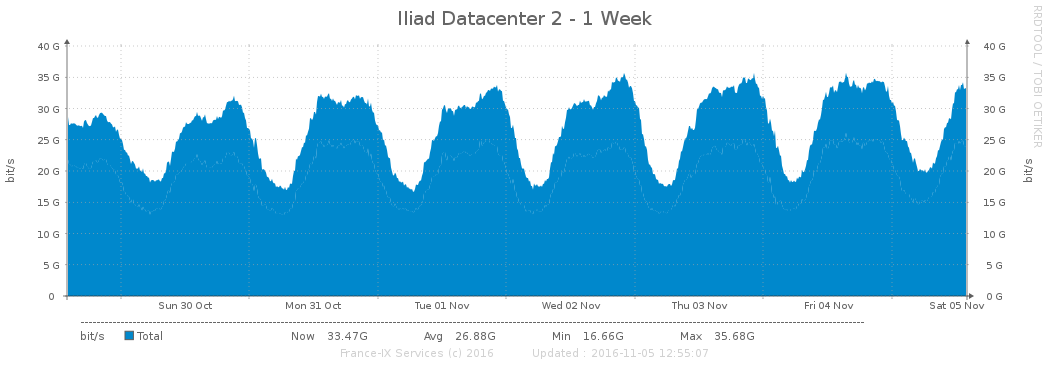 Iliad Datacenter 2 - 1 Week
RRDTOOL / TOBI OETIKER
40 G 40 G
35 G 35 G
30 G 30 G
25 G 25 G
20 G 20 G
15 G 15 G
10 G 10 G
5 G 5 G
0 0 G
bit/s bit/s
Sun 30 Oct Mon 31 Oct Tue 01 Nov Wed 02 Nov Thu 03 Nov Fri 04 Nov Sat 05 Nov
bit/s Total Now 33.47G Avg 26.88G Min 16.66G Max 35.68G
France-IX Services (c) 2016 Updated : 2016-11-05 12:55:07